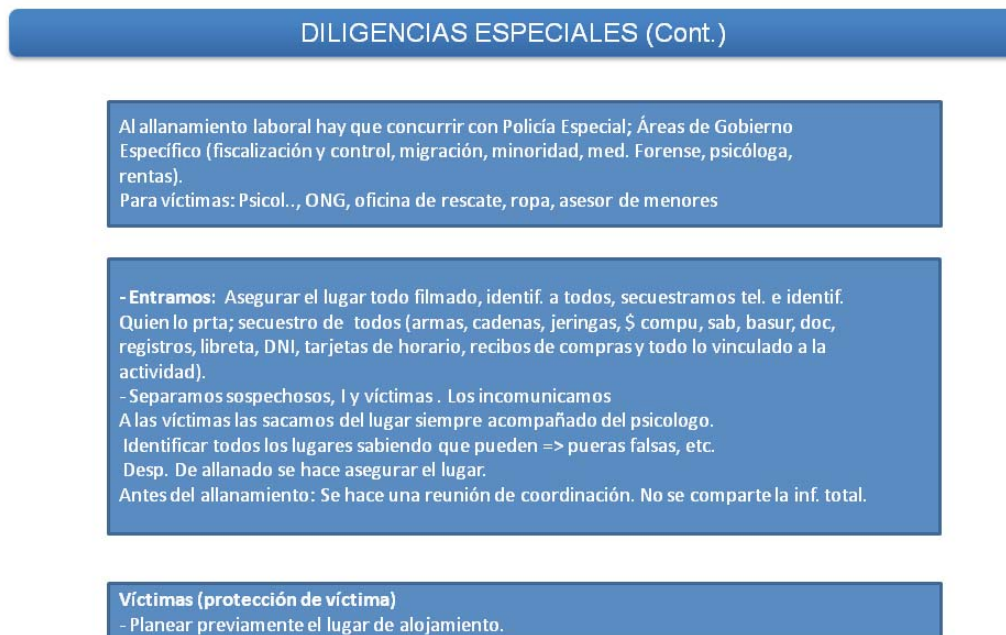 DILIGENCIAS ESPECIALES (Cont.)
Al allanamiento laboral hay que concurrir con Policía Especial; Áreas de Gobierno
Específico (fiscalización y control, migración, minoridad, med. Forense, psicóloga,
rentas).
Para víctimas: Psicol.., ONG, oficina de rescate, ropa, asesor de menores
- Entramos: Asegurar el lugar todo filmado, identif. a todos, secuestramos tel. e identif.
Quien lo prta; secuestro de todos (armas, cadenas, jeringas, $ compu, sab, basur, doc,
registros, libreta, DNI, tarjetas de horario, recibos de compras y todo lo vinculado a la
actividad).
- Separamos sospechosos, I y víctimas . Los incomunicamos
A las víctimas las sacamos del lugar siempre acompañado del psicologo.
Identificar todos los lugares sabiendo que pueden => pueras falsas, etc.
Desp. De allanado se hace asegurar el lugar.
Antes del allanamiento: Se hace una reunión de coordinación. No se comparte la inf. total.
Víctimas (protección de víctima)
- Planear previamente el lugar de alojamiento.